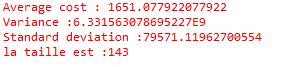 Average cost : 1651.077922077922
Variance :6.331563078695227E9
Standard deviation :79571.11962700554
la taille est :143